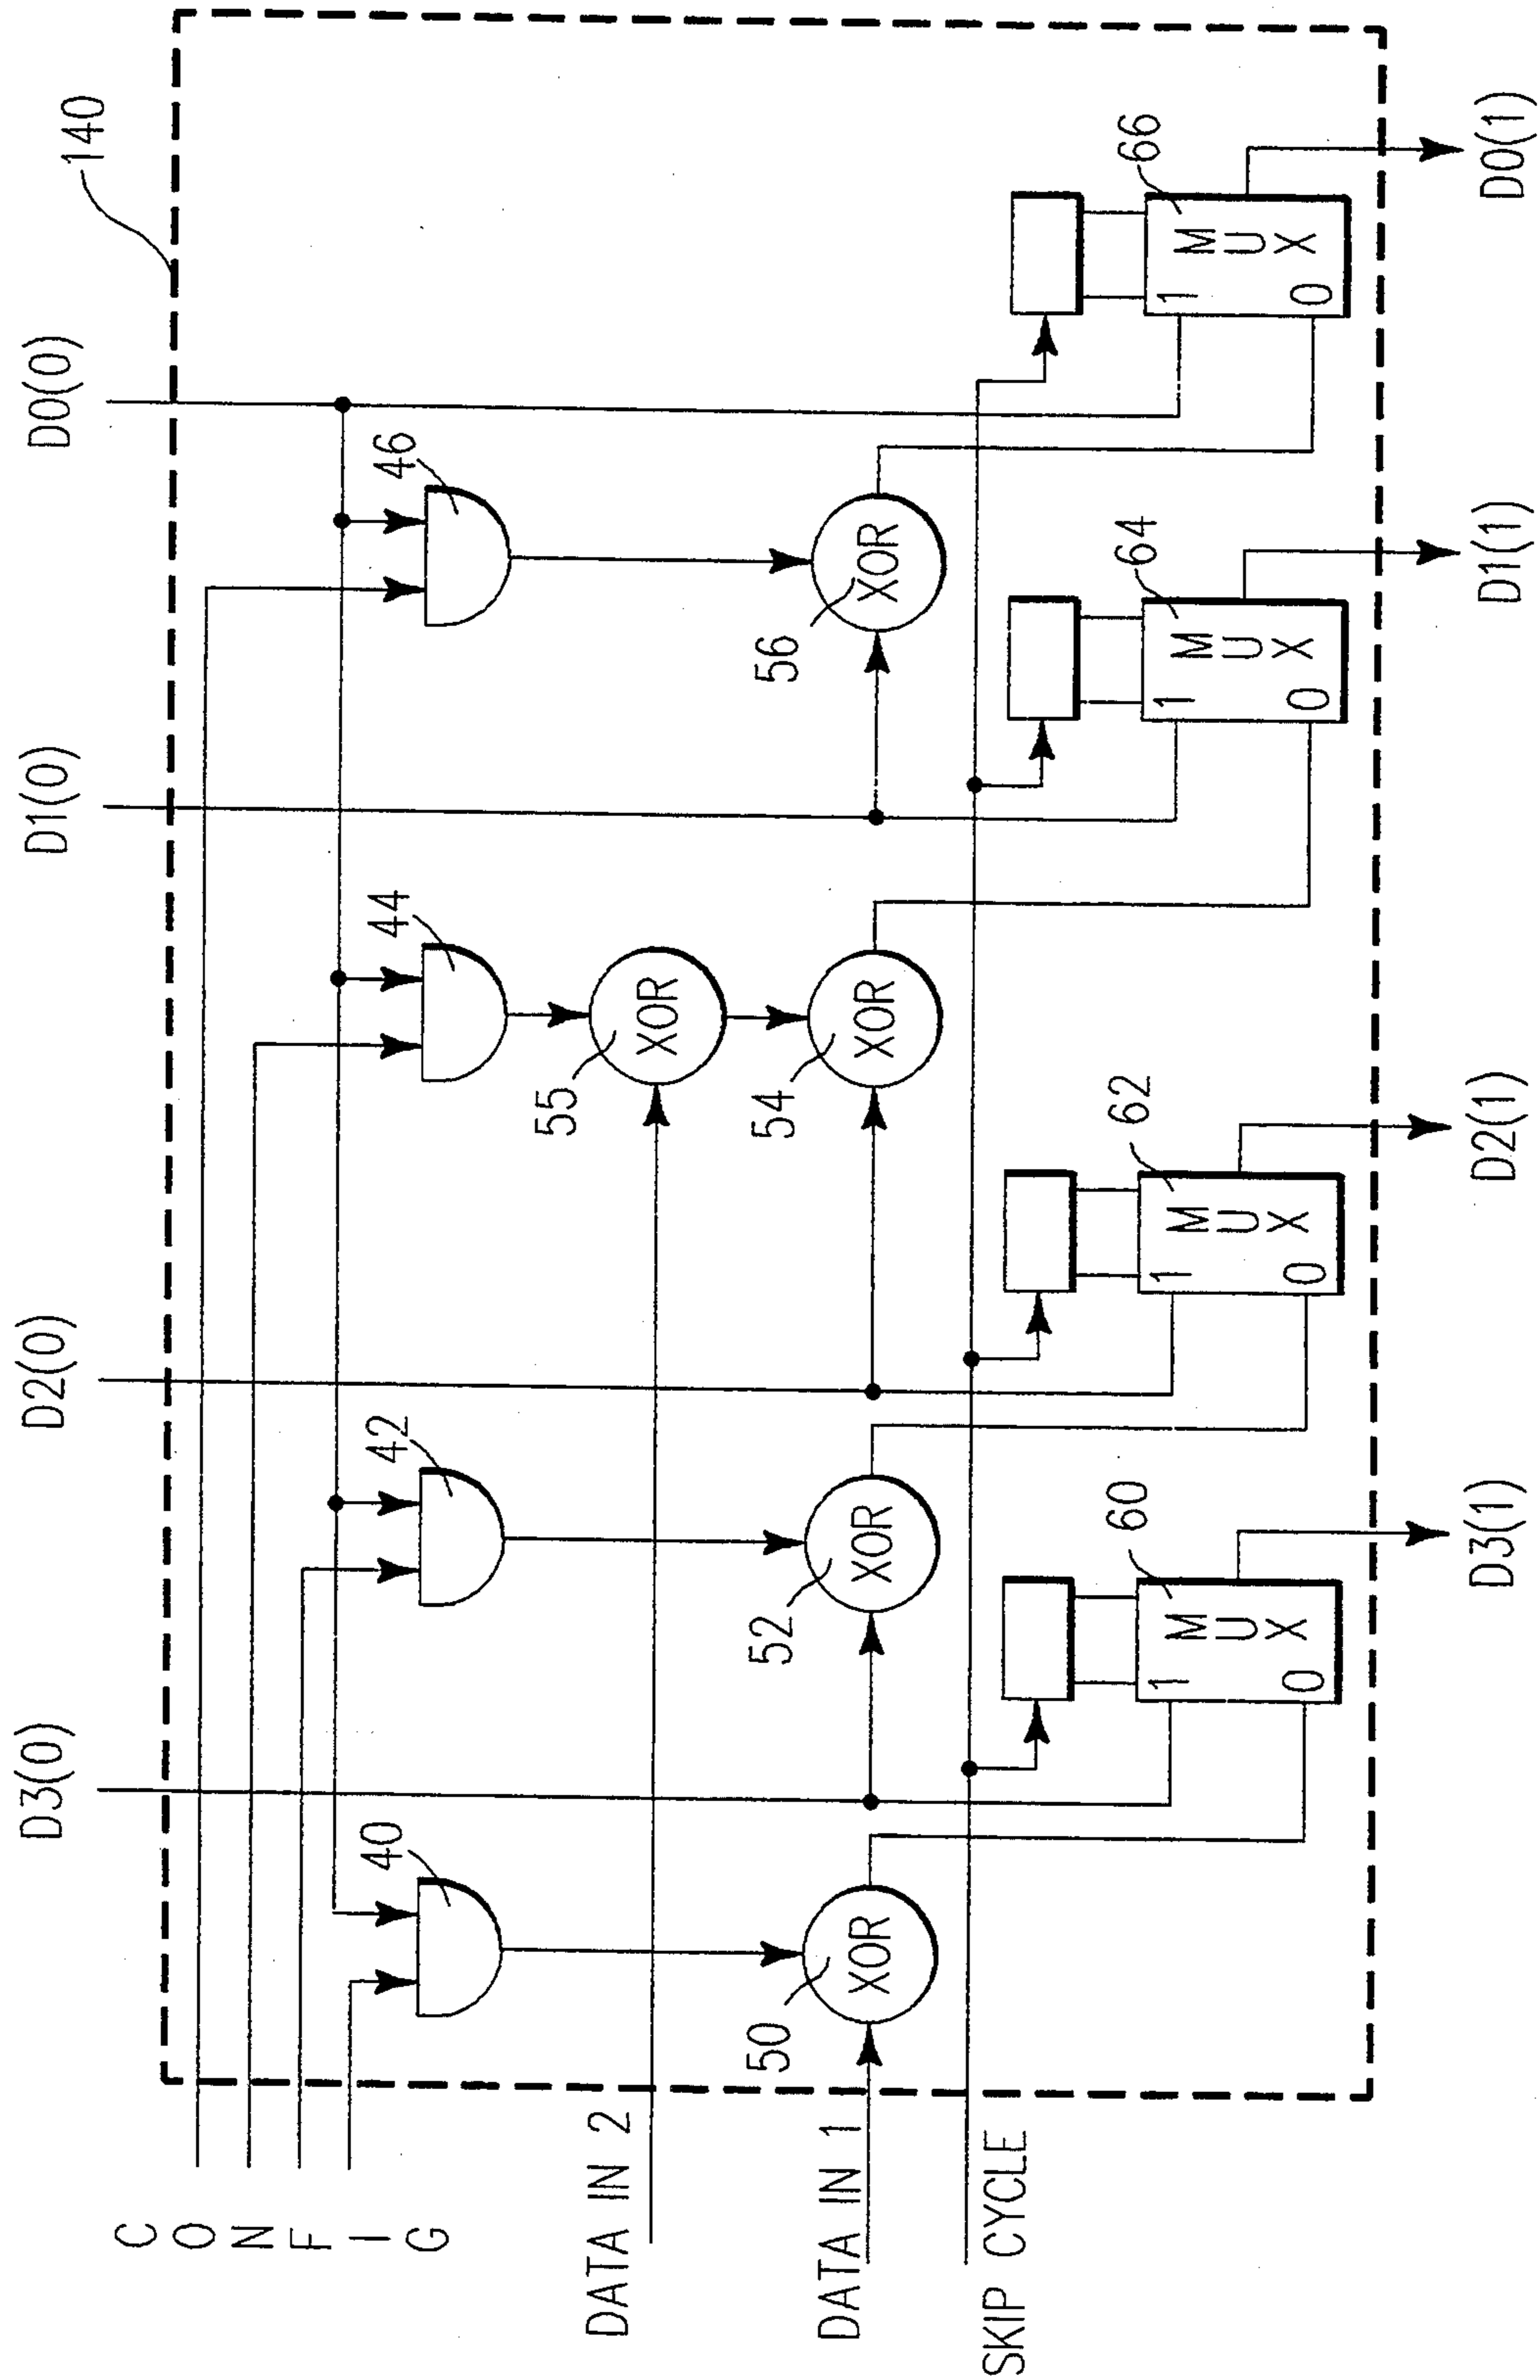 140
D3(0)
D2(0)
D1(0)
D0(0)
CONFIG
40
42
44
46
DATA IN 2
55
XOR
DATA IN 1
50
XOR
52
XOR
54
XOR
56
XOR
SKIP CYCLE
60
62
64
66
1 MUX 0
1 MUX 0
1 MUX 0
1 MUX 0
D3(1)
D2(1)
D1(1)
D0(1)